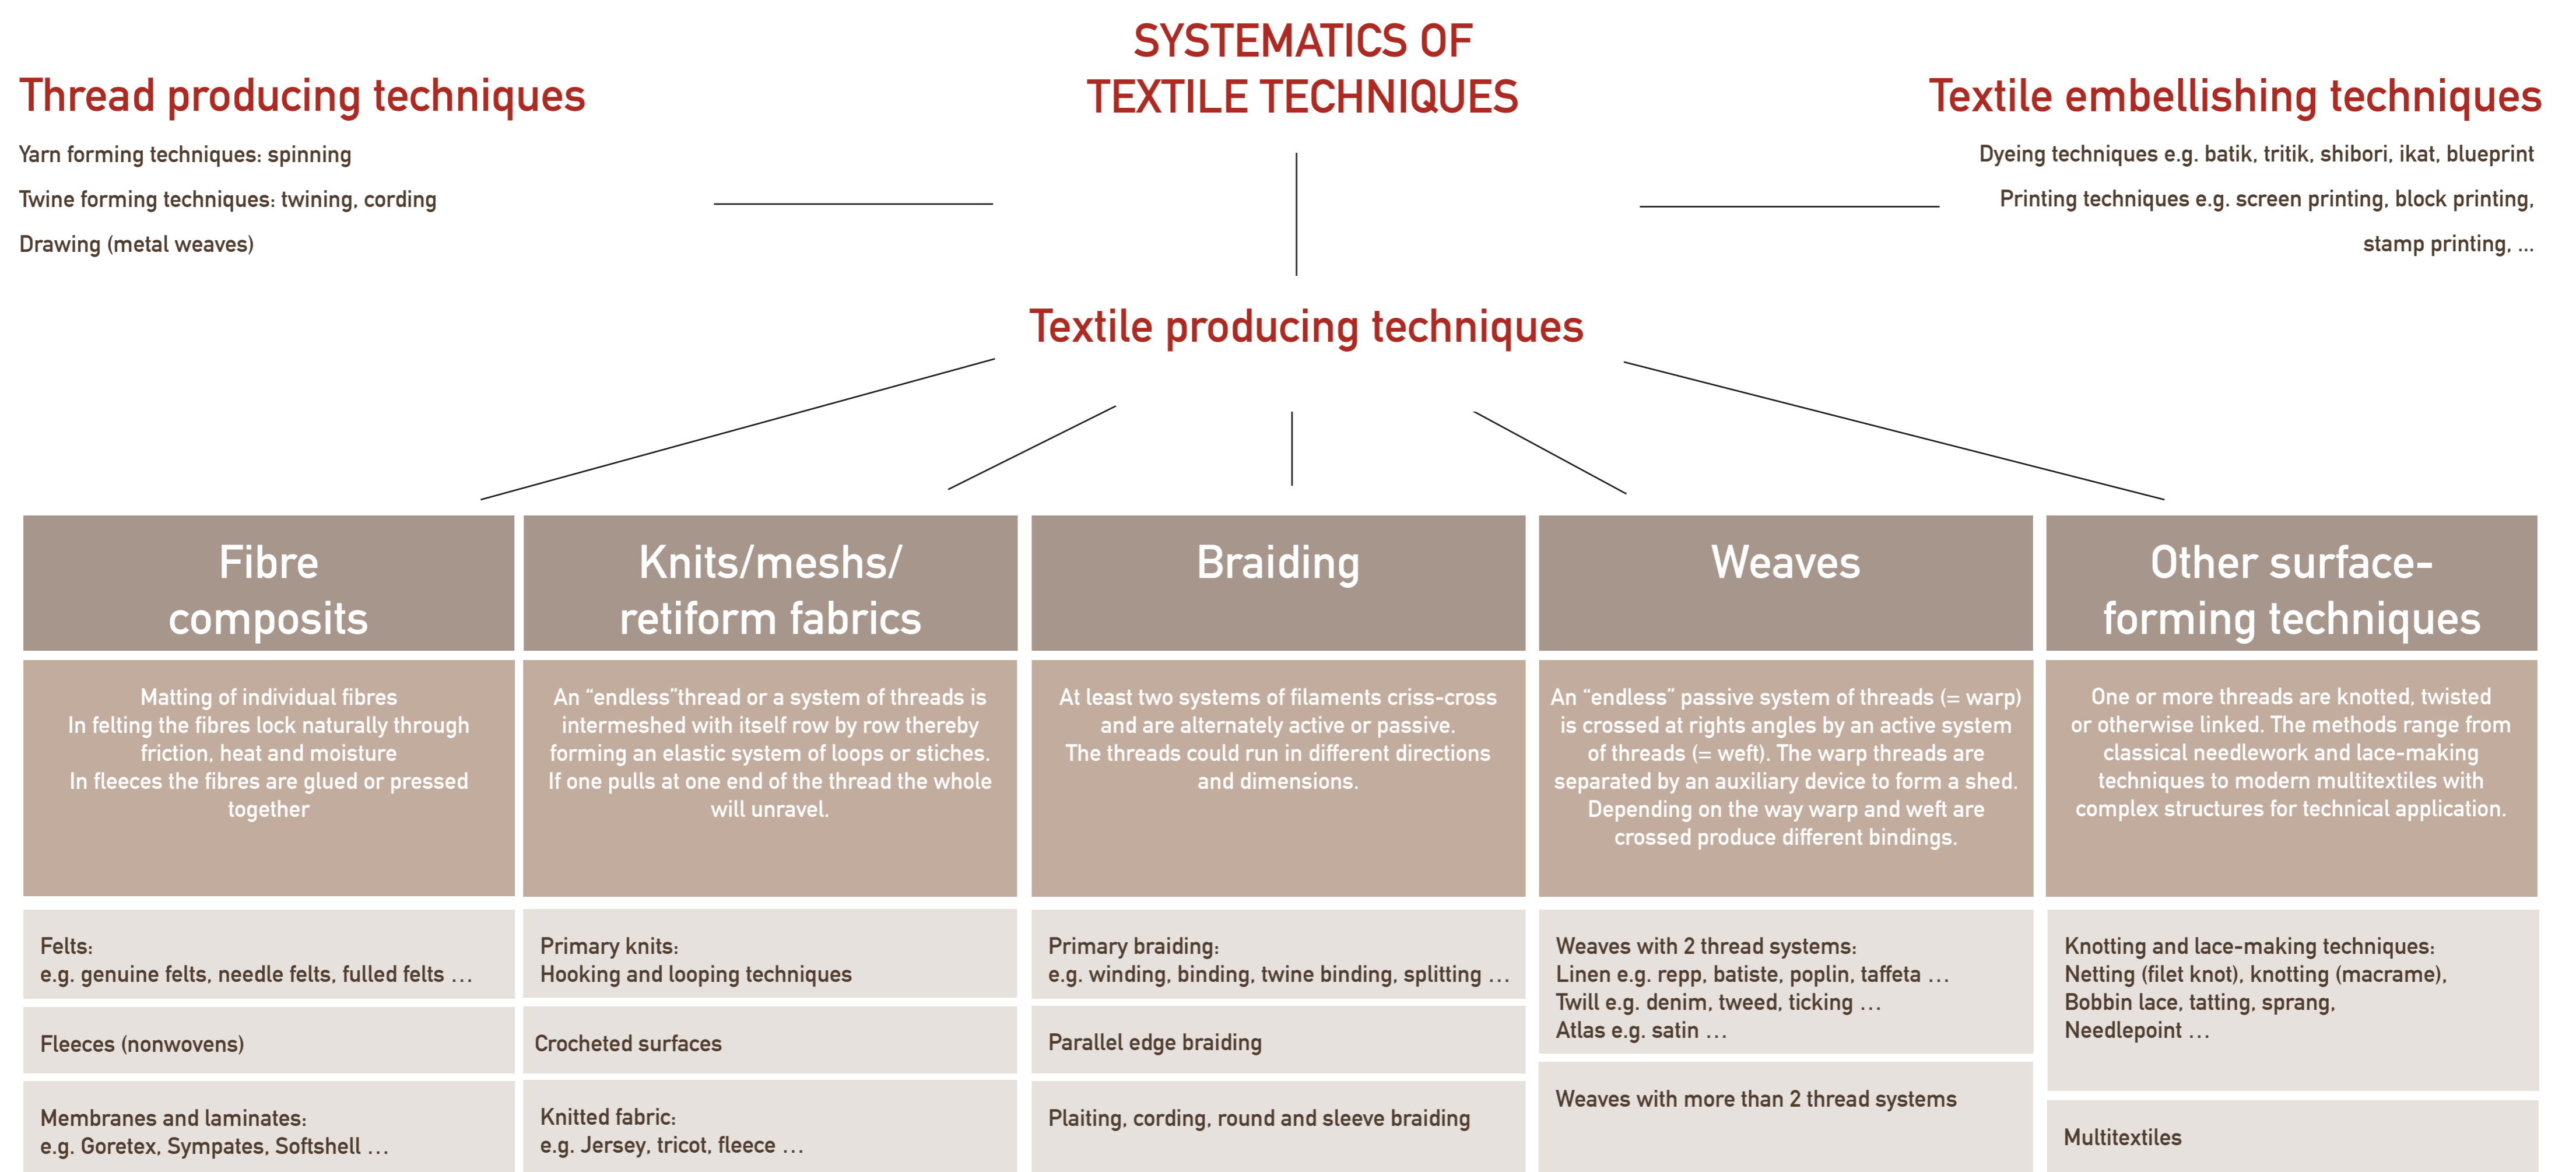 SYSTEMATICS OF
TEXTILE TECHNIQUES
Thread producing techniques
Yarn forming techniques: spinning
Twine forming techniques: twining, cording
Drawing (metal weaves)
Textile embellishing techniques
Dyeing techniques e.g. batik, tritik, shibori, ikat, blueprint
Printing techniques e.g. screen printing, block printing,
stamp printing, ...
Textile producing techniques
Fibre
composits
Matting of individual fibres
In felting the fibres lock naturally through
friction, heat and moisture
In fleeces the fibres are glued or pressed
together
Felts:
e.g. genuine felts, needle felts, fulled felts ...
Fleeces (nonwovens)
Membranes and laminates:
e.g. Goretex, Sympates, Softshell ...
Knits/meshs/
retiform fabrics
An “endless”thread or a system of threads is
intermeshed with itself row by row thereby
forming an elastic system of loops or stiches.
If one pulls at one end of the thread the whole
will unravel.
Primary knits:
Hooking and looping techniques
Crocheted surfaces
Knitted fabric:
e.g. Jersey, tricot, fleece ...
Braiding
At least two systems of filaments criss-cross
and are alternately active or passive.
The threads could run in different directions
and dimensions.
Primary braiding:
e.g. winding, binding, twine binding, splitting ...
Parallel edge braiding
Plaiting, cording, round and sleeve braiding
Weaves
An “endless” passive system of threads (= warp)
is crossed at rights angles by an active system
of threads (= weft). The warp threads are
separated by an auxiliary device to form a shed.
Depending on the way warp and weft are
crossed produce different bindings.
Weaves with 2 thread systems:
Linen e.g. repp, batiste, poplin, taffeta ...
Twill e.g. denim, tweed, ticking ...
Atlas e.g. satin ...
Weaves with more than 2 thread systems
Other surface-
forming techniques
One or more threads are knotted, twisted
or otherwise linked. The methods range from
classical needlework and lace-making
techniques to modern multitextiles with
complex structures for technical application.
Knotting and lace-making techniques:
Netting (filet knot), knotting (macrame),
Bobbin lace, tatting, sprang,
Needlepoint ...
Multitextiles